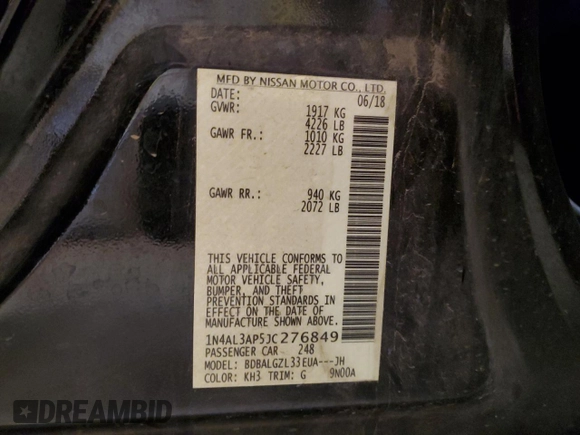 MFD BY NISSAN MOTOR CO., LTD.
DATE: 06/18
GVWR: 1917 KG
4226 LB
GAWR FR.: 1010 KG
2227 LB
GAWR RR.: 940 KG
2072 LB
THIS VEHICLE CONFORMS TO
ALL APPLICABLE FEDERAL
MOTOR VEHICLE SAFETY,
BUMPER, AND THEFT
PREVENTION STANDARDS IN
EFFECT ON THE DATE OF
MANUFACTURE SHOWN ABOVE.
1N4AL3AP5JC276849
PASSENGER CAR 248
MODEL: BDBALGZL33EUA---JH
COLOR: KH3 TRIM: G 9N00A
DREAMBID